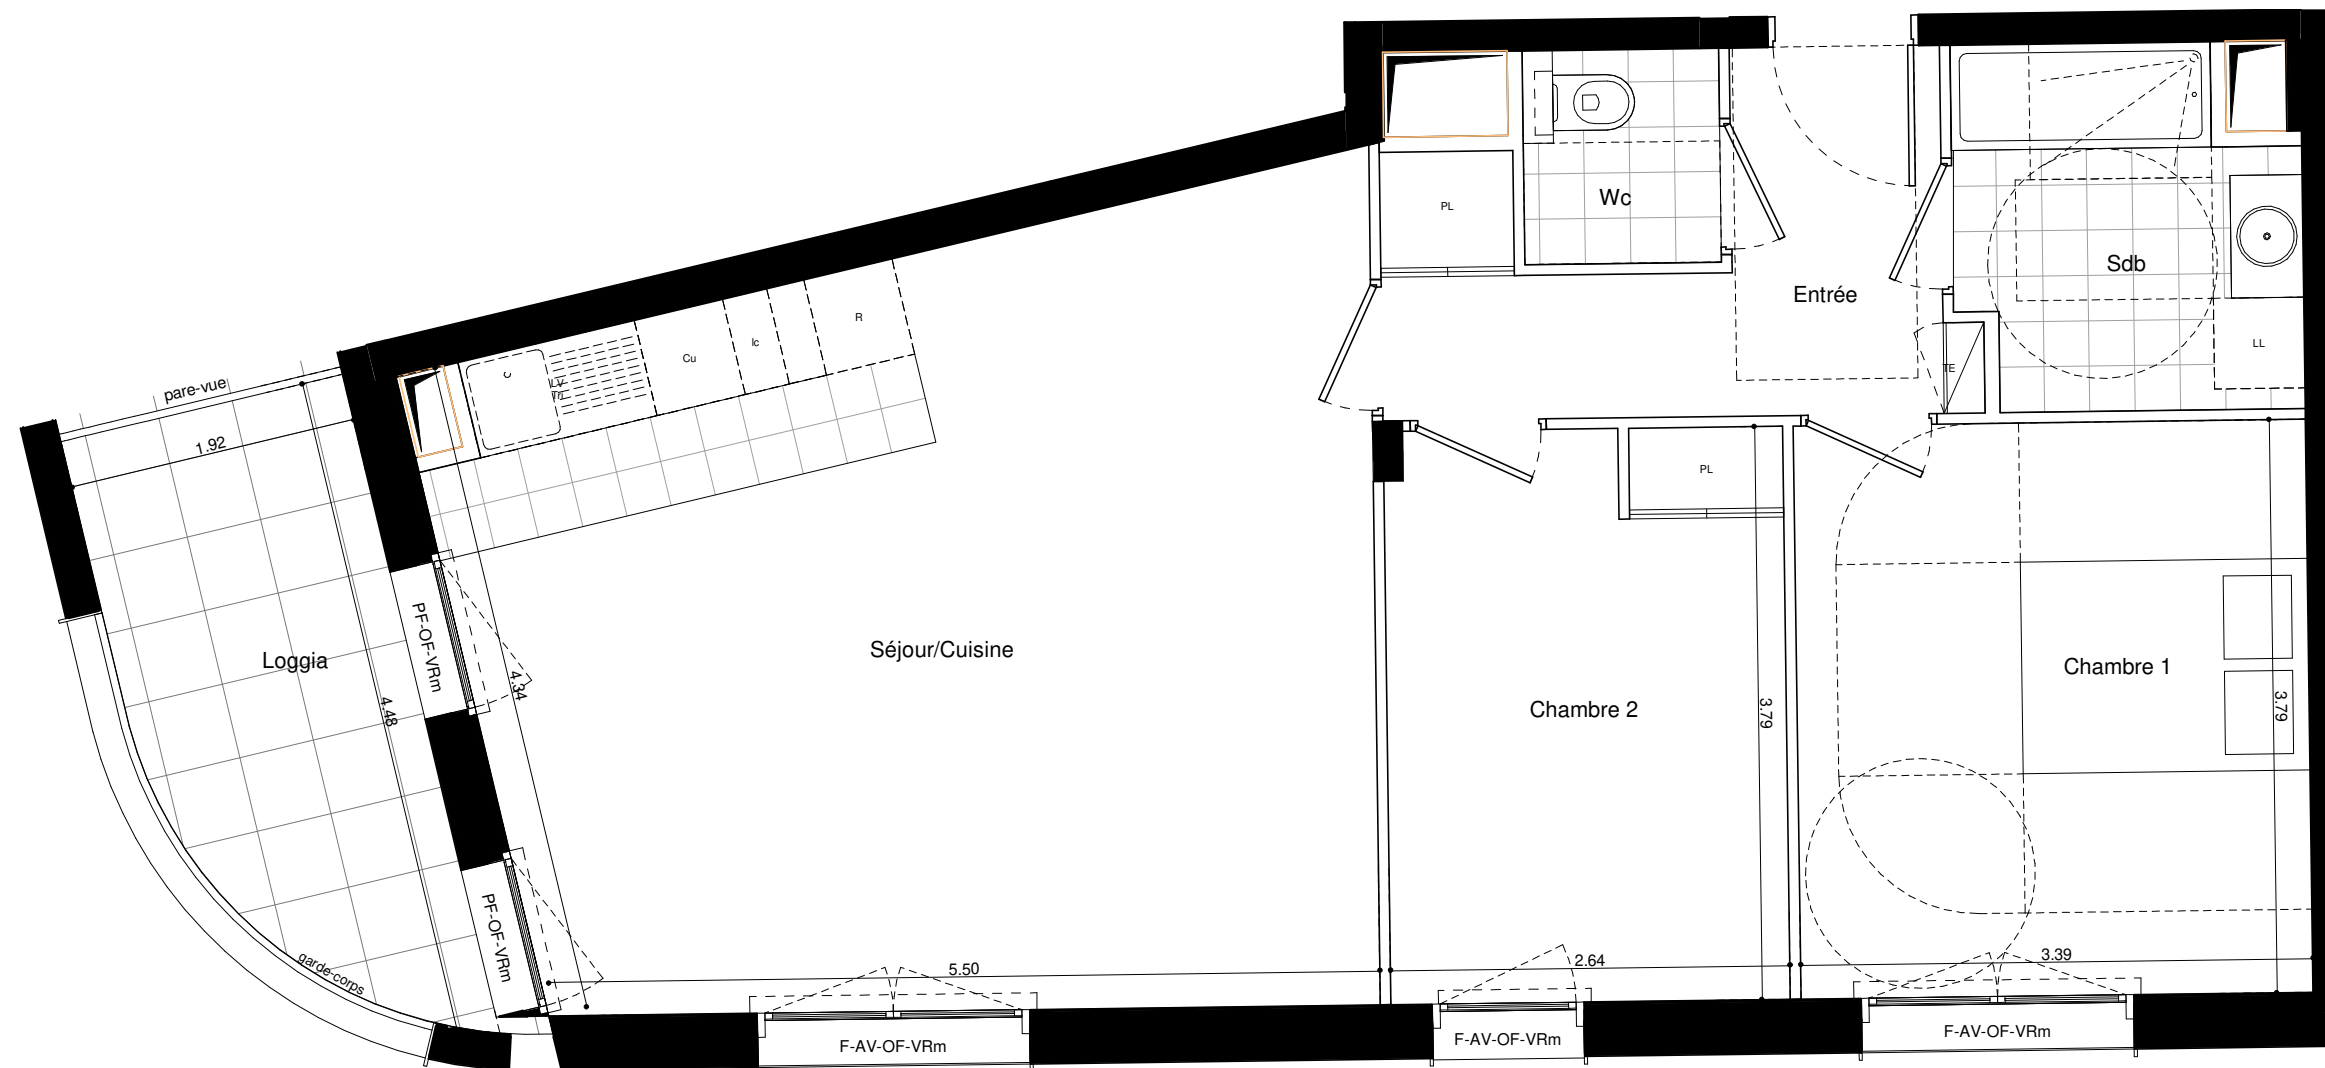 Wc
PL
Entrée
Sdb
LL
TE
R
Ic
Cu
LV
Tri
pare-vue
1.92
PL
PF-OF-VRm
Loggia
4.48
4.34
Séjour/Cuisine
Chambre 2
3.79
Chambre 1
3.79
PF-OF-VRm
garde-corps
5.50
2.64
3.39
F-AV-OF-VRm
F-AV-OF-VRm
F-AV-OF-VRm